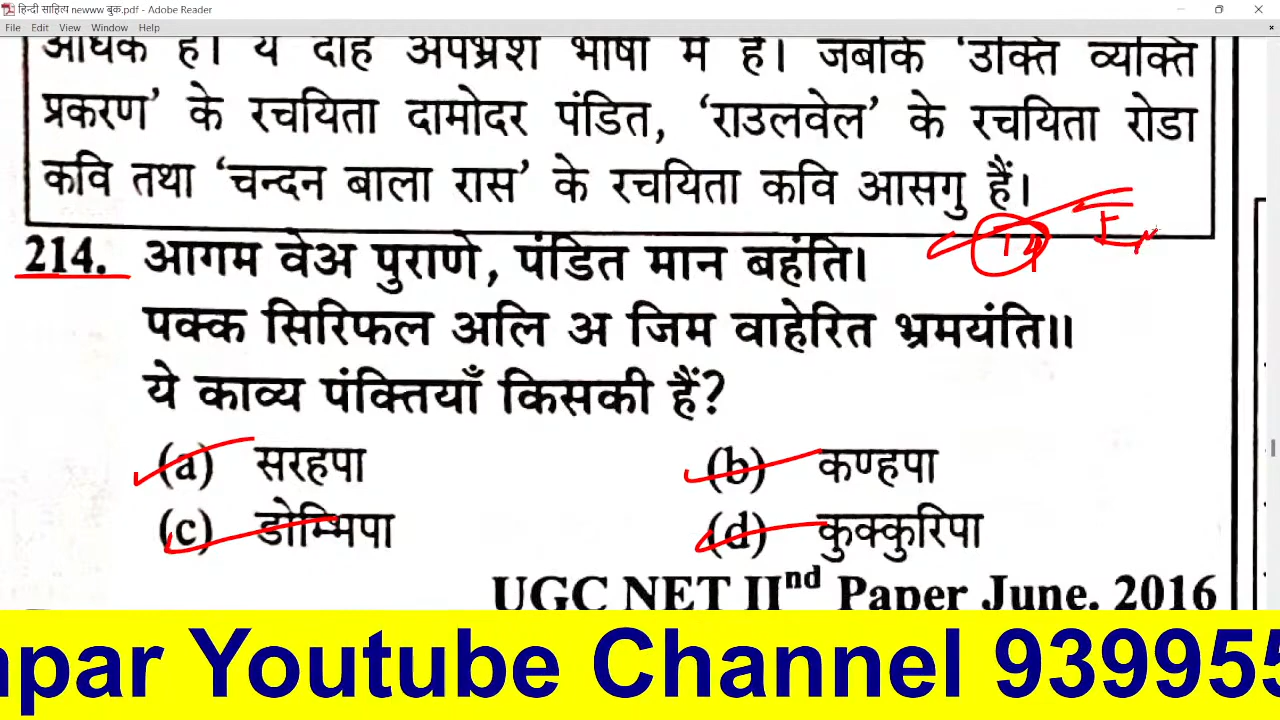 हिन्दी साहित्य newww बुक.pdf - Adobe Reader
File Edit View Window Help
अधिक है। ये दोहे अपभ्रंश भाषा में हैं। जबकि ‘उक्ति व्यक्ति
प्रकरण’ के रचयिता दामोदर पंडित, ‘राउलवेल’ के रचयिता रोडा
कवि तथा ‘चन्दन बाला रास’ के रचयिता कवि आसगु हैं।
214. आगम वेअ पुराणे, पंडित मान बहंति।
पक्क सिरिफल अलि अ जिम वाहेरित भ्रमयंति॥
ये काव्य पंक्तियाँ किसकी हैं?
(a) सरहपा (b) कण्हपा
(c) डोम्भिपा (d) कुक्कुरिपा
UGC NET IInd Paper June. 2016
npar Youtube Channel 939955